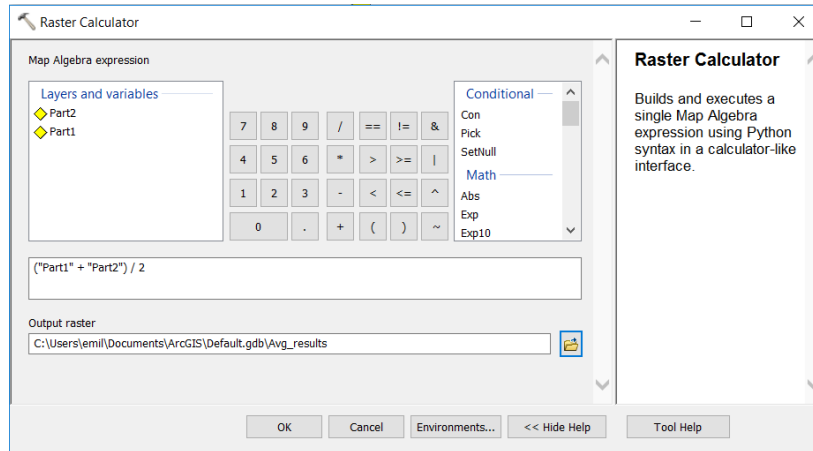 Raster Calculator
Map Algebra expression
Layers and variables
Part2
Part1
7 8 9 / == != &
4 5 6 * > >= |
1 2 3 - < <= ^
0 . + ( ) ~
Conditional
Con
Pick
SetNull
Math
Abs
Exp
Exp10
("Part1" + "Part2") / 2
Output raster
C:\Users\emil\Documents\ArcGIS\Default.gdb\Avg_results
OK Cancel Environments... << Hide Help Tool Help
Raster Calculator
Builds and executes a
single Map Algebra
expression using Python
syntax in a calculator-like
interface.